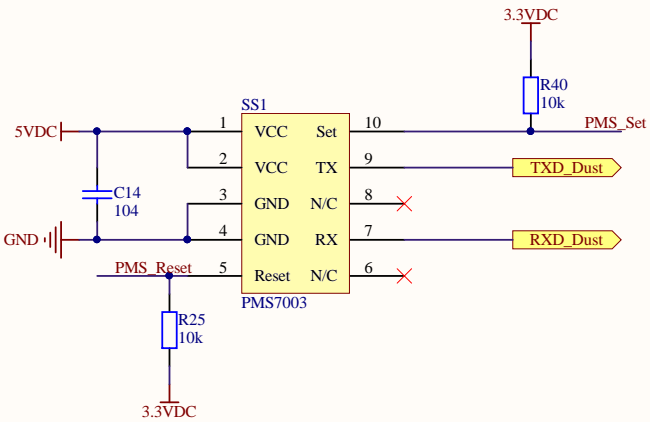 3.3VDC
R40
10k
SS1
5VDC
1
VCC
Set
10
PMS_Set
2
VCC
TX
9
TXD_Dust
C14
104
3
GND
N/C
8
GND
4
GND
RX
7
RXD_Dust
PMS_Reset
5
Reset
N/C
6
PMS7003
R25
10k
3.3VDC